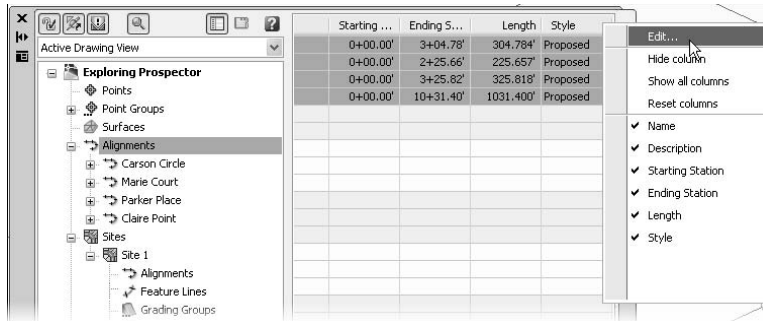 Active Drawing View
Exploring Prospector
Points
Point Groups
Surfaces
Alignments
Carson Circle
Marie Court
Parker Place
Claire Point
Sites
Site 1
Alignments
Feature Lines
Grading Groups
Starting ... Ending S... Length Style
0+00.00' 3+04.78' 304.784' Proposed
0+00.00' 2+25.66' 225.657' Proposed
0+00.00' 3+25.82' 325.818' Proposed
0+00.00' 10+31.40' 1031.400' Proposed
Edit...
Hide column
Show all columns
Reset columns
Name
Description
Starting Station
Ending Station
Length
Style